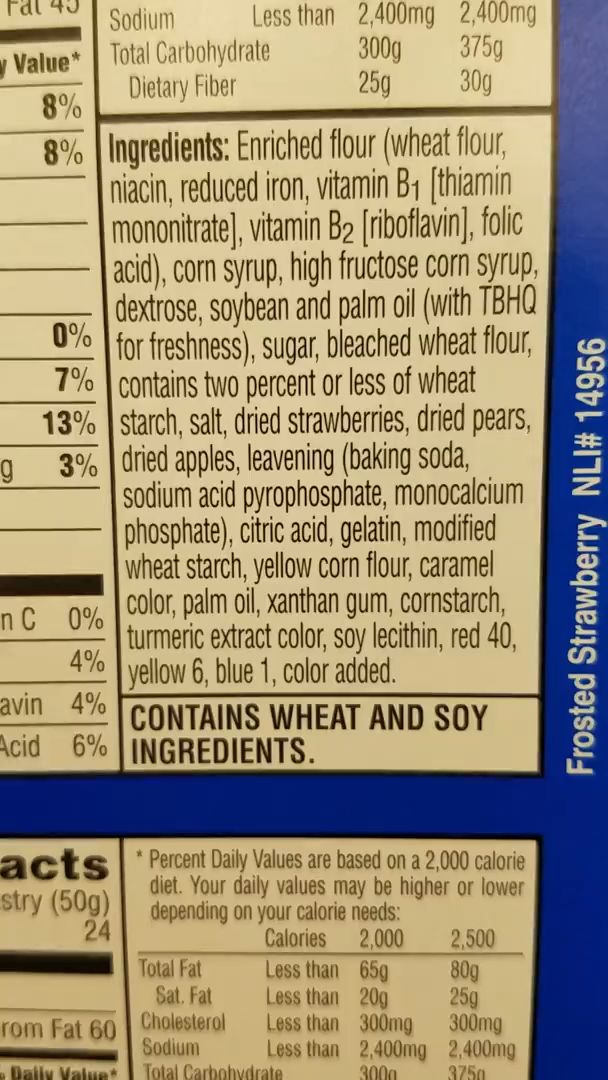 Fat 45
y Value*
8%
8%
0%
7%
13%
g 3%
n C 0%
4%
avin 4%
Acid 6%
Sodium Less than 2,400mg 2,400mg
Total Carbohydrate 300g 375g
Dietary Fiber 25g 30g
Ingredients: Enriched flour (wheat flour,
niacin, reduced iron, vitamin B1 [thiamin
mononitrate], vitamin B2 [riboflavin], folic
acid), corn syrup, high fructose corn syrup,
dextrose, soybean and palm oil (with TBHQ
for freshness), sugar, bleached wheat flour,
contains two percent or less of wheat
starch, salt, dried strawberries, dried pears,
dried apples, leavening (baking soda,
sodium acid pyrophosphate, monocalcium
phosphate), citric acid, gelatin, modified
wheat starch, yellow corn flour, caramel
color, palm oil, xanthan gum, cornstarch,
turmeric extract color, soy lecithin, red 40,
yellow 6, blue 1, color added.
CONTAINS WHEAT AND SOY
INGREDIENTS.
Frosted Strawberry NLI# 14956
acts
stry (50g)
24
rom Fat 60
Daily Value*
* Percent Daily Values are based on a 2,000 calorie
diet. Your daily values may be higher or lower
depending on your calorie needs:
Calories 2,000 2,500
Total Fat Less than 65g 80g
Sat. Fat Less than 20g 25g
Cholesterol Less than 300mg 300mg
Sodium Less than 2,400mg 2,400mg
Total Carbohydrate 300g 375g